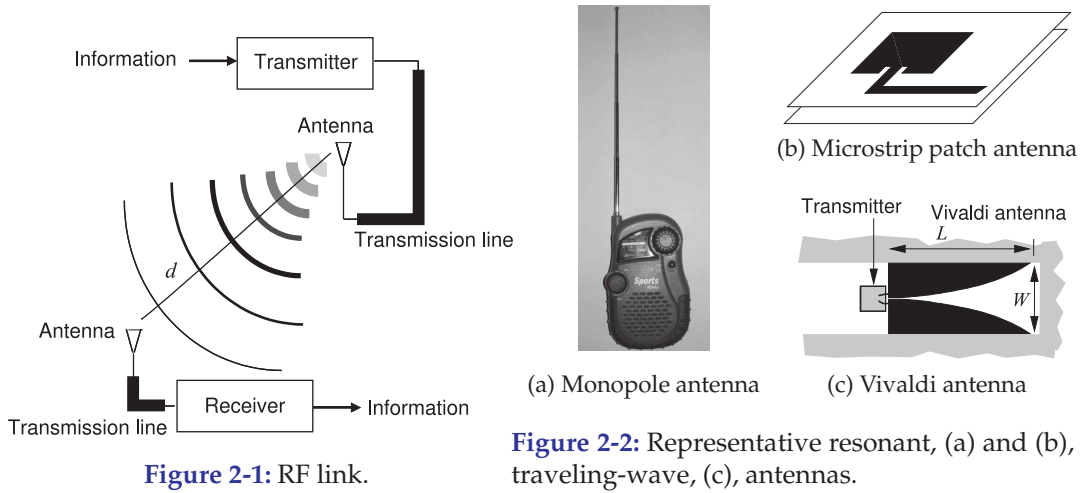 Information
Transmitter
Antenna
Transmission line
d
Antenna
Receiver
Information
Transmission line
Figure 2-1: RF link.
Sports
(a) Monopole antenna
(b) Microstrip patch antenna
Transmitter
Vivaldi antenna
L
W
(c) Vivaldi antenna
Figure 2-2: Representative resonant, (a) and (b),
traveling-wave, (c), antennas.